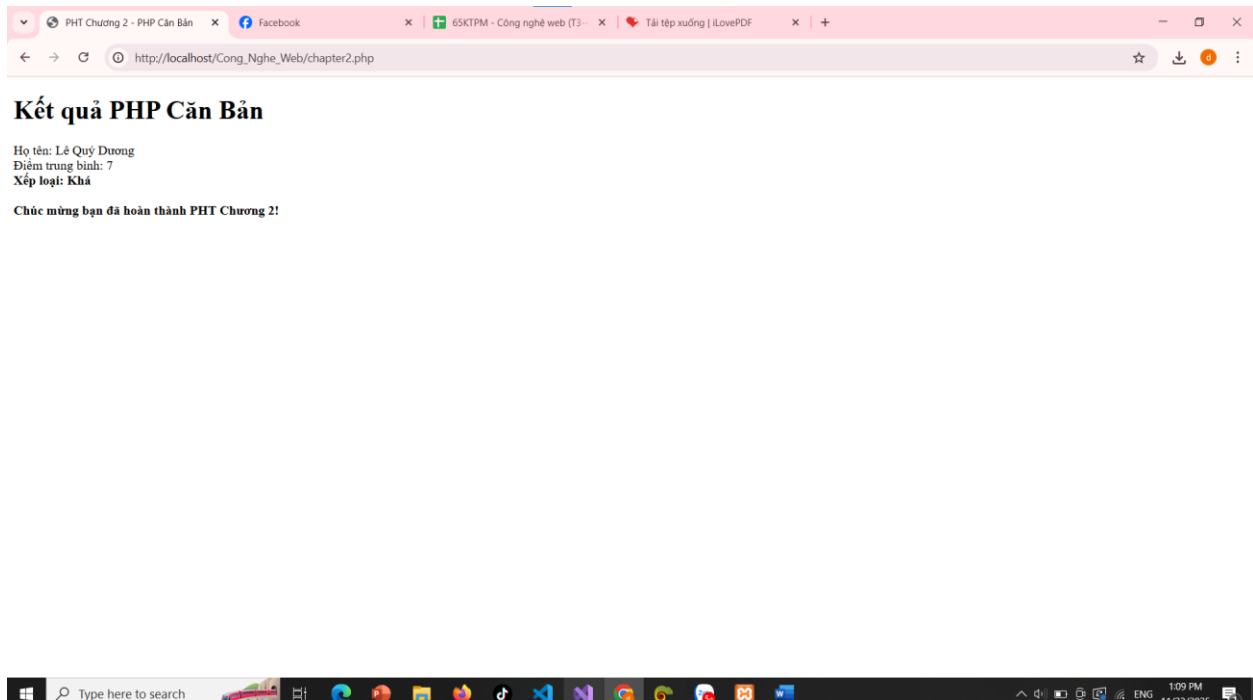 PHT Chương 2 - PHP Căn Bản
Facebook
65KTPM - Công nghệ web (T3-
Tải tệp xuống | iLovePDF
http://localhost/Cong_Nghe_Web/chapter2.php
d
Kết quả PHP Căn Bản
Họ tên: Lê Quý Dương
Điểm trung bình: 7
Xếp loại: Khá
Chúc mừng bạn đã hoàn thành PHT Chương 2!
Type here to search
ENG
1:09 PM